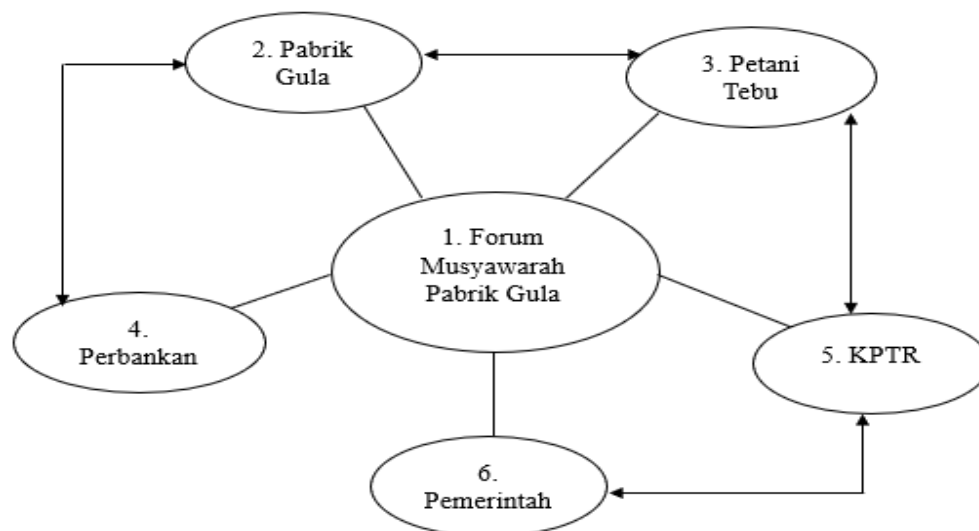 2. Pabrik
Gula
3. Petani
Tebu
1. Forum
Musyawarah
Pabrik Gula
4.
Perbankan
5. KPTR
6.
Pemerintah